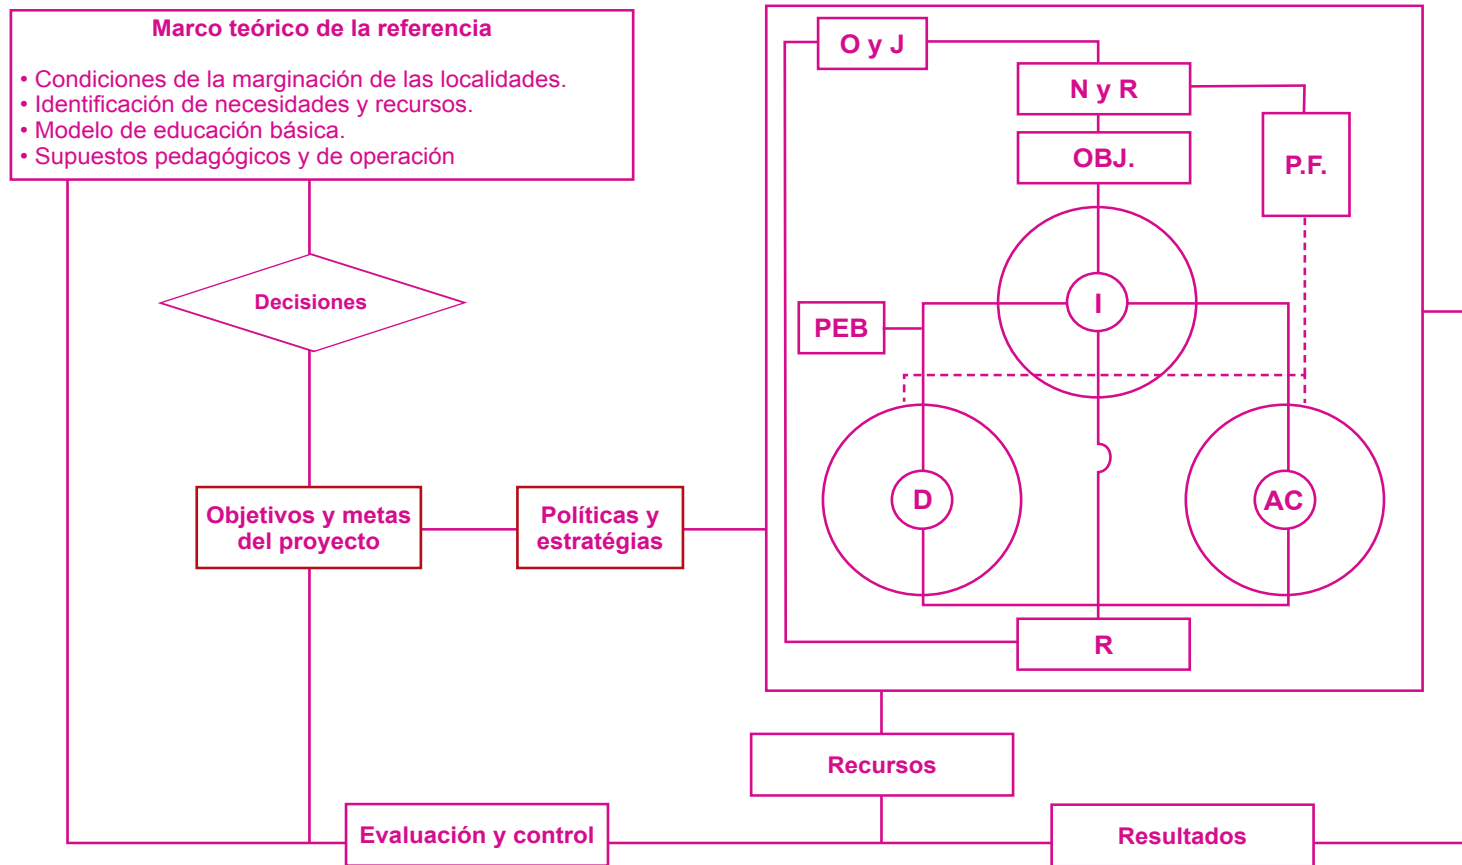 Marco teórico de la referencia
• Condiciones de la marginación de las localidades.
• Identificación de necesidades y recursos.
• Modelo de educación básica.
• Supuestos pedagógicos y de operación
Decisiones
Objetivos y metas
del proyecto
Políticas y
estratégias
O y J
N y R
OBJ.
P.F.
I
PEB
D
AC
R
Recursos
Evaluación y control
Resultados